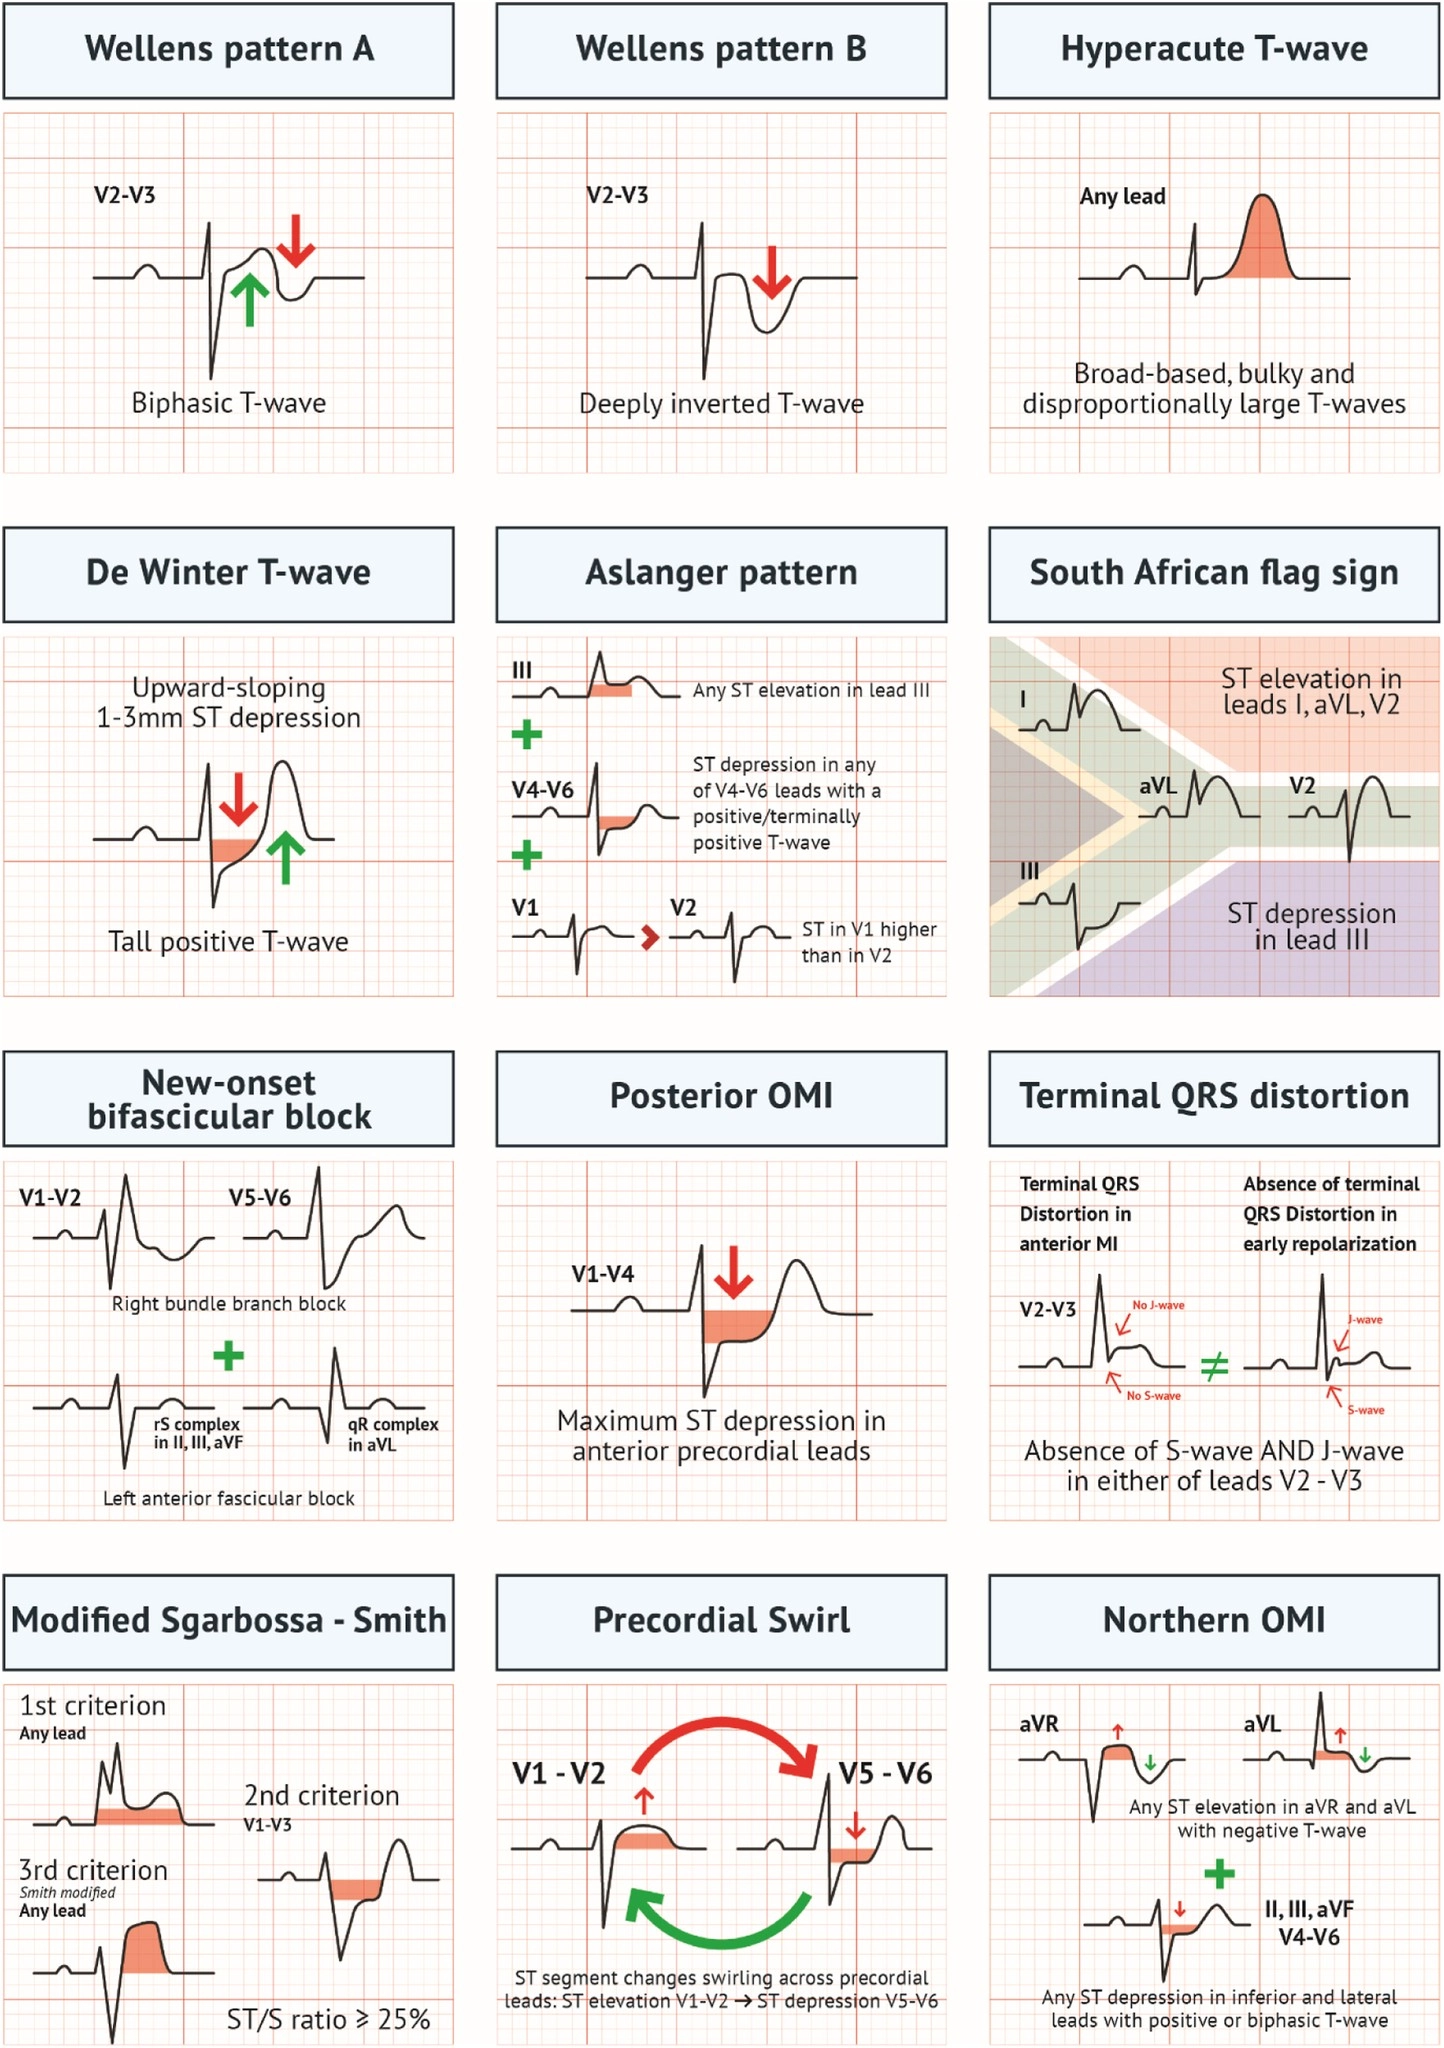 Wellens pattern A
V2-V3
Biphasic T-wave
Wellens pattern B
V2-V3
Deeply inverted T-wave
Hyperacute T-wave
Any lead
Broad-based, bulky and
disproportionally large T-waves
De Winter T-wave
Upward-sloping
1-3mm ST depression
Tall positive T-wave
Aslanger pattern
III
Any ST elevation in lead III
V4-V6
ST depression in any
of V4-V6 leads with a
positive/terminally
positive T-wave
V1
V2
ST in V1 higher
than in V2
South African flag sign
I
ST elevation in
leads I, aVL, V2
aVL
V2
III
ST depression
in lead III
New-onset
bifascicular block
V1-V2
V5-V6
Right bundle branch block
rS complex
in II, III, aVF
qR complex
in aVL
Left anterior fascicular block
Posterior OMI
V1-V4
Maximum ST depression in
anterior precordial leads
Terminal QRS distortion
Terminal QRS
Distortion in
anterior MI
Absence of terminal
QRS Distortion in
early repolarization
V2-V3
No J-wave
No S-wave
≠
J-wave
S-wave
Absence of S-wave AND J-wave
in either of leads V2 - V3
Modified Sgarbossa - Smith
1st criterion
Any lead
2nd criterion
V1-V3
3rd criterion
Smith modified
Any lead
ST/S ratio ⩾ 25%
Precordial Swirl
V1 - V2
V5 - V6
ST segment changes swirling across precordial
leads: ST elevation V1-V2 → ST depression V5-V6
Northern OMI
aVR
aVL
Any ST elevation in aVR and aVL
with negative T-wave
II, III, aVF
V4-V6
Any ST depression in inferior and lateral
leads with positive or biphasic T-wave